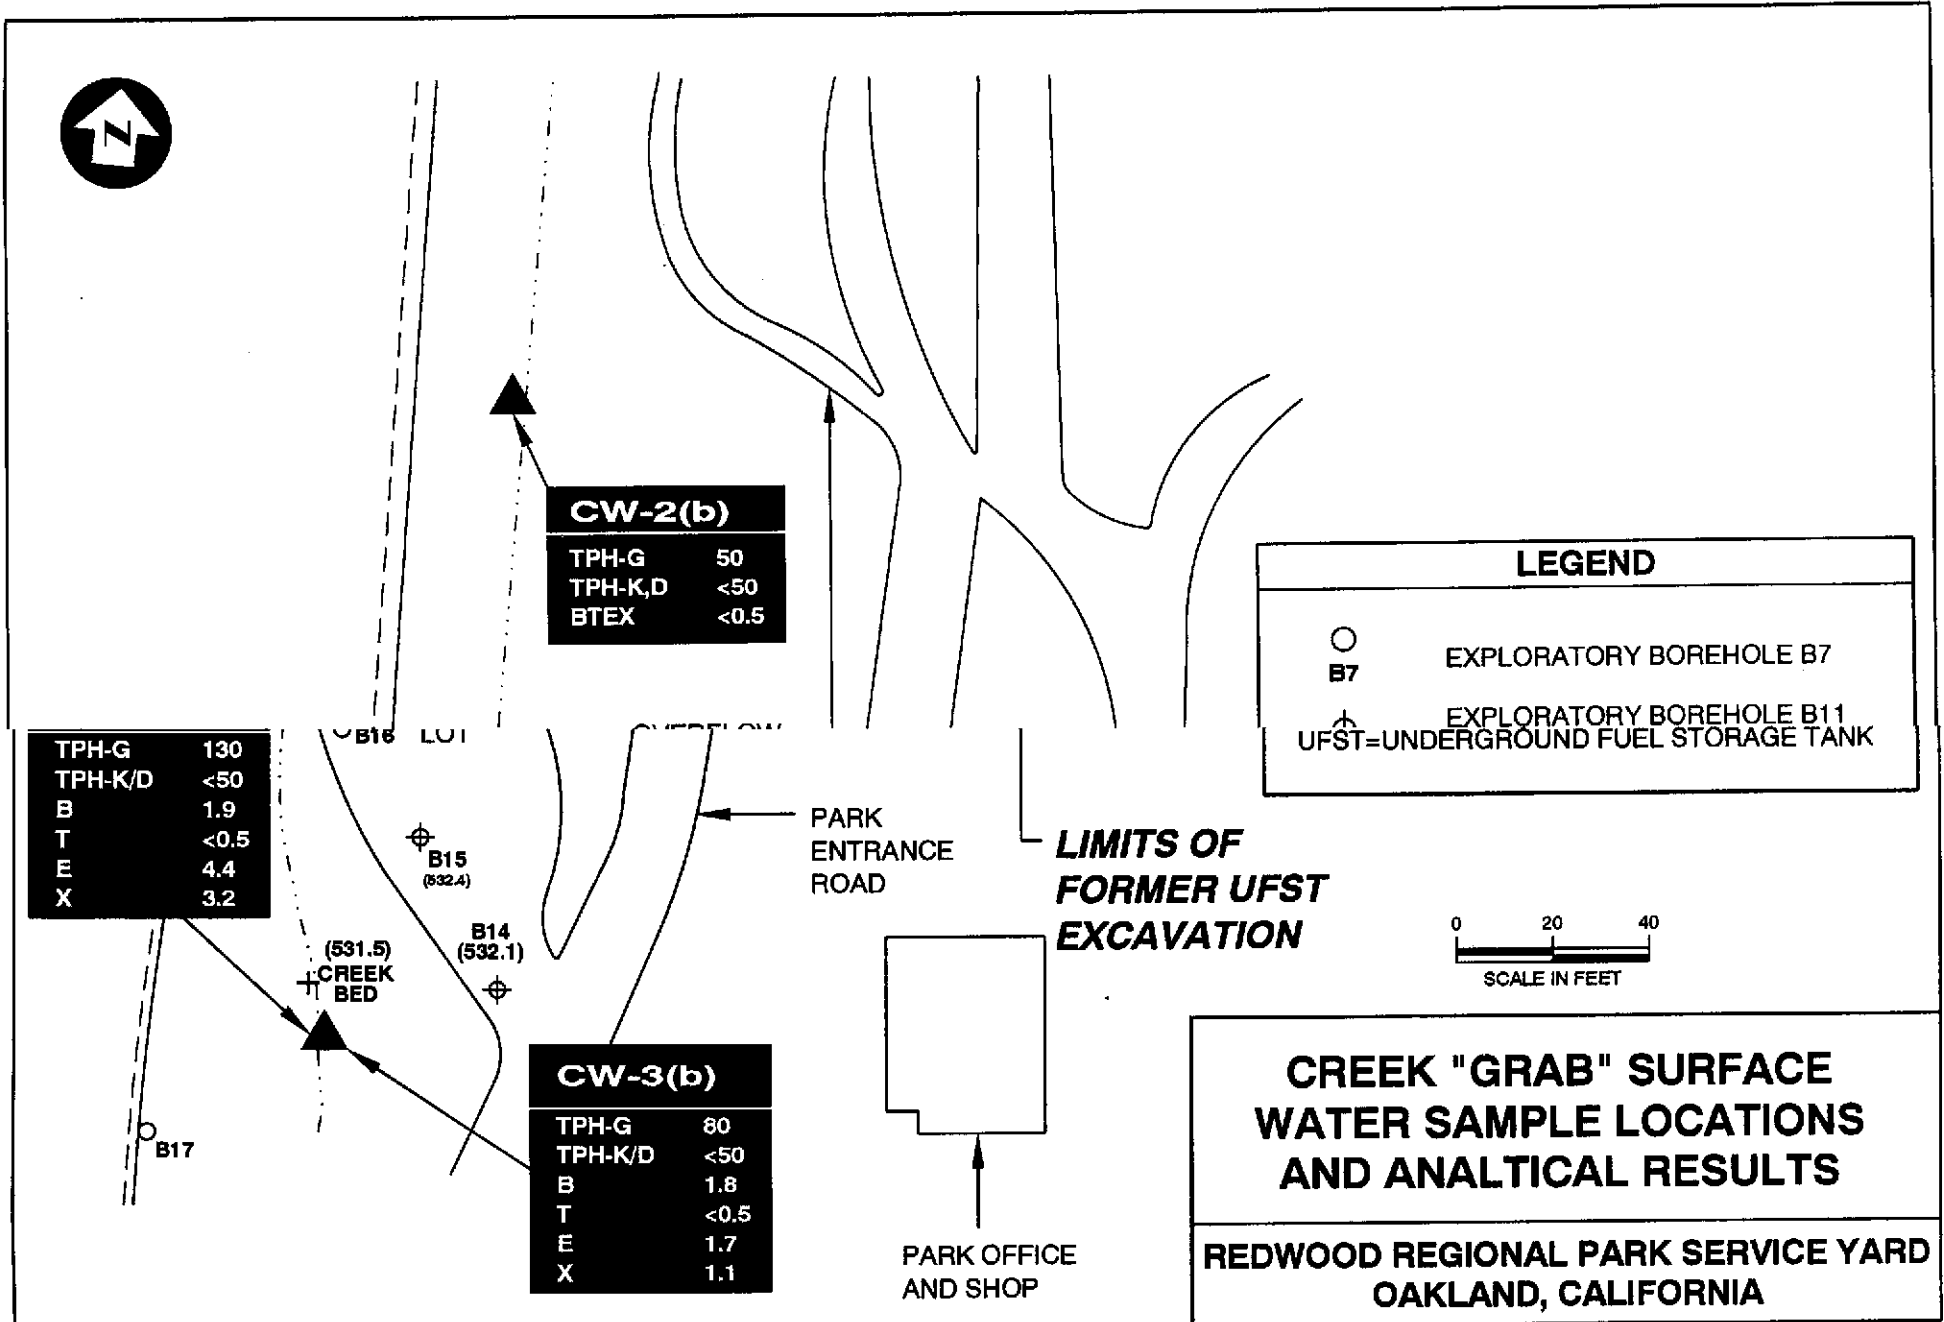 N
CW-2(b)
TPH-G 50
TPH-K,D <50
BTEX <0.5
LEGEND
B7 EXPLORATORY BOREHOLE B7
EXPLORATORY BOREHOLE B11
UFST=UNDERGROUND FUEL STORAGE TANK
B16 LOT OVERFLOW
TPH-G 130
TPH-K/D <50
B 1.9
T <0.5
E 4.4
X 3.2
B15
(532.4)
PARK
ENTRANCE
ROAD
LIMITS OF
FORMER UFST
EXCAVATION
B14
(532.1)
(531.5)
CREEK
BED
0 20 40
SCALE IN FEET
B17
CW-3(b)
TPH-G 80
TPH-K/D <50
B 1.8
T <0.5
E 1.7
X 1.1
PARK OFFICE
AND SHOP
CREEK "GRAB" SURFACE
WATER SAMPLE LOCATIONS
AND ANALTICAL RESULTS
REDWOOD REGIONAL PARK SERVICE YARD
OAKLAND, CALIFORNIA